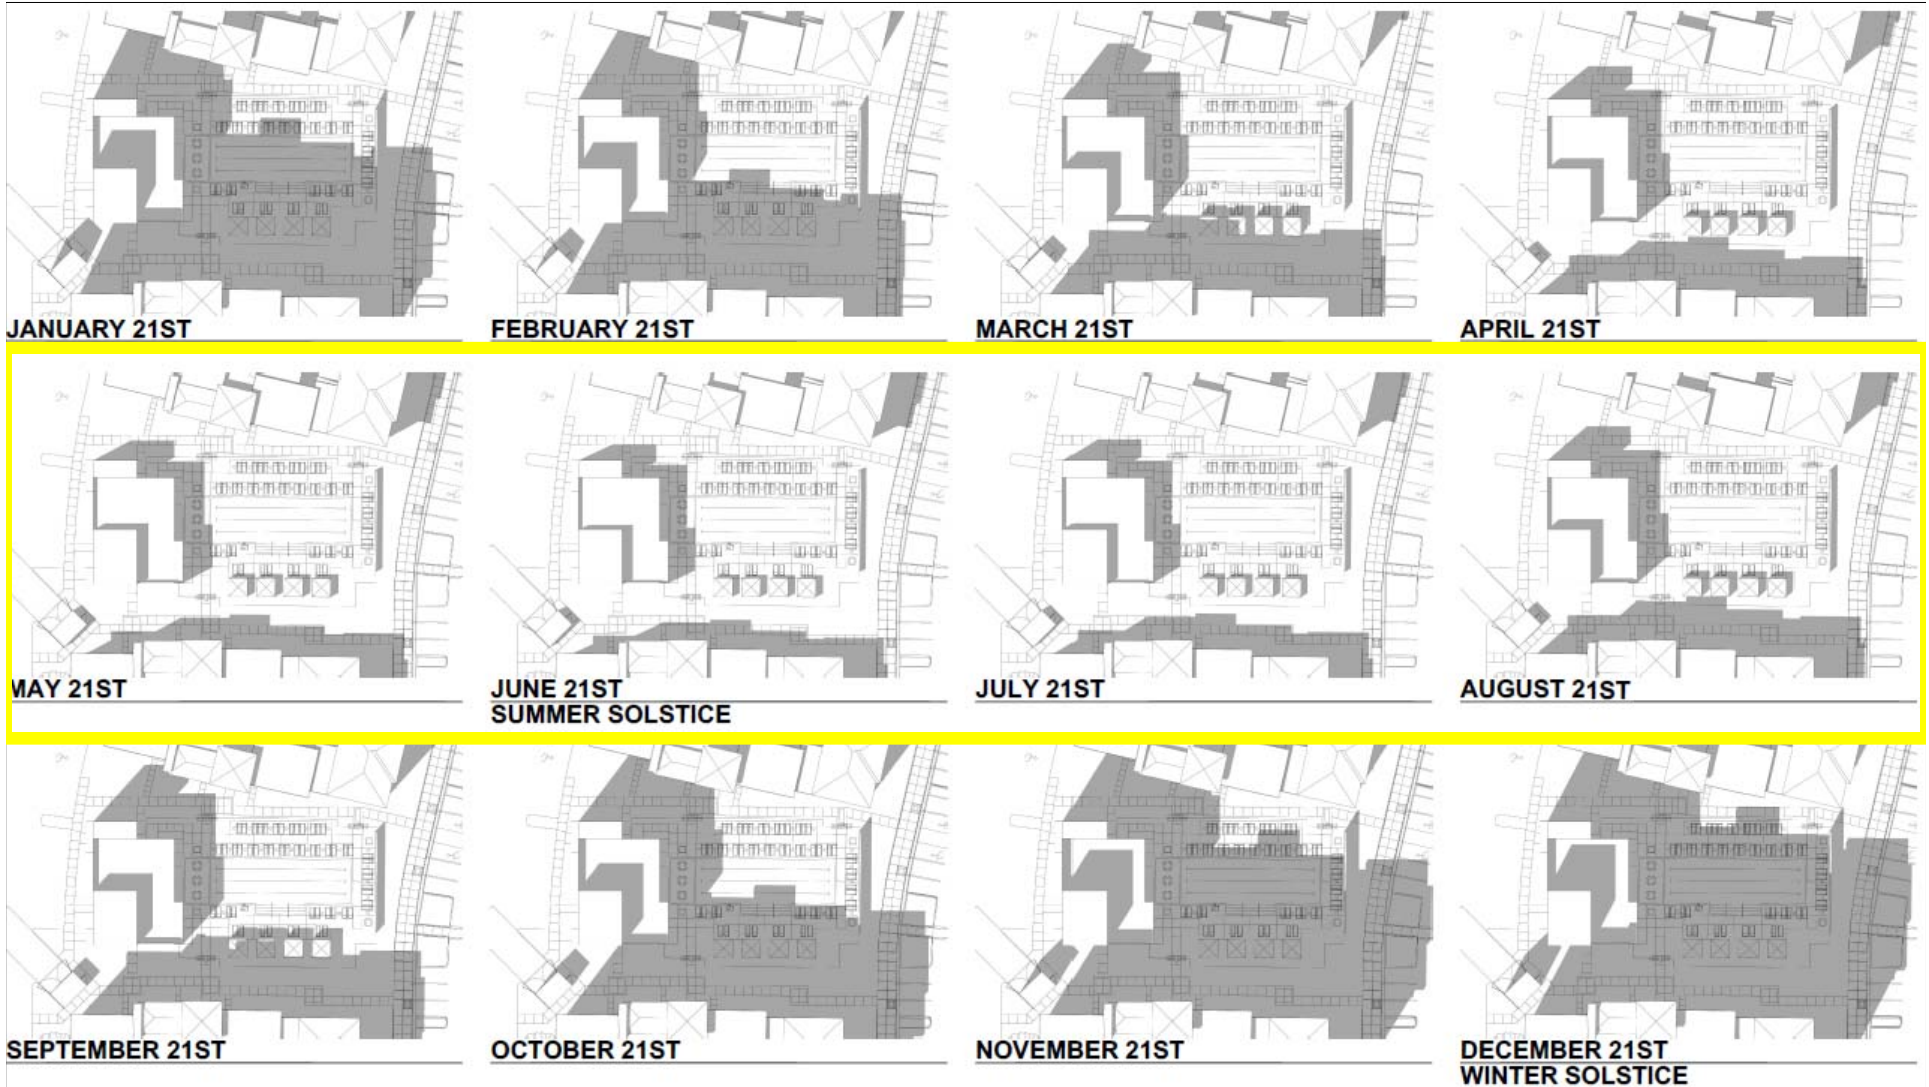 JANUARY 21ST
FEBRUARY 21ST
MARCH 21ST
APRIL 21ST
MAY 21ST
JUNE 21ST
SUMMER SOLSTICE
JULY 21ST
AUGUST 21ST
SEPTEMBER 21ST
OCTOBER 21ST
NOVEMBER 21ST
DECEMBER 21ST
WINTER SOLSTICE